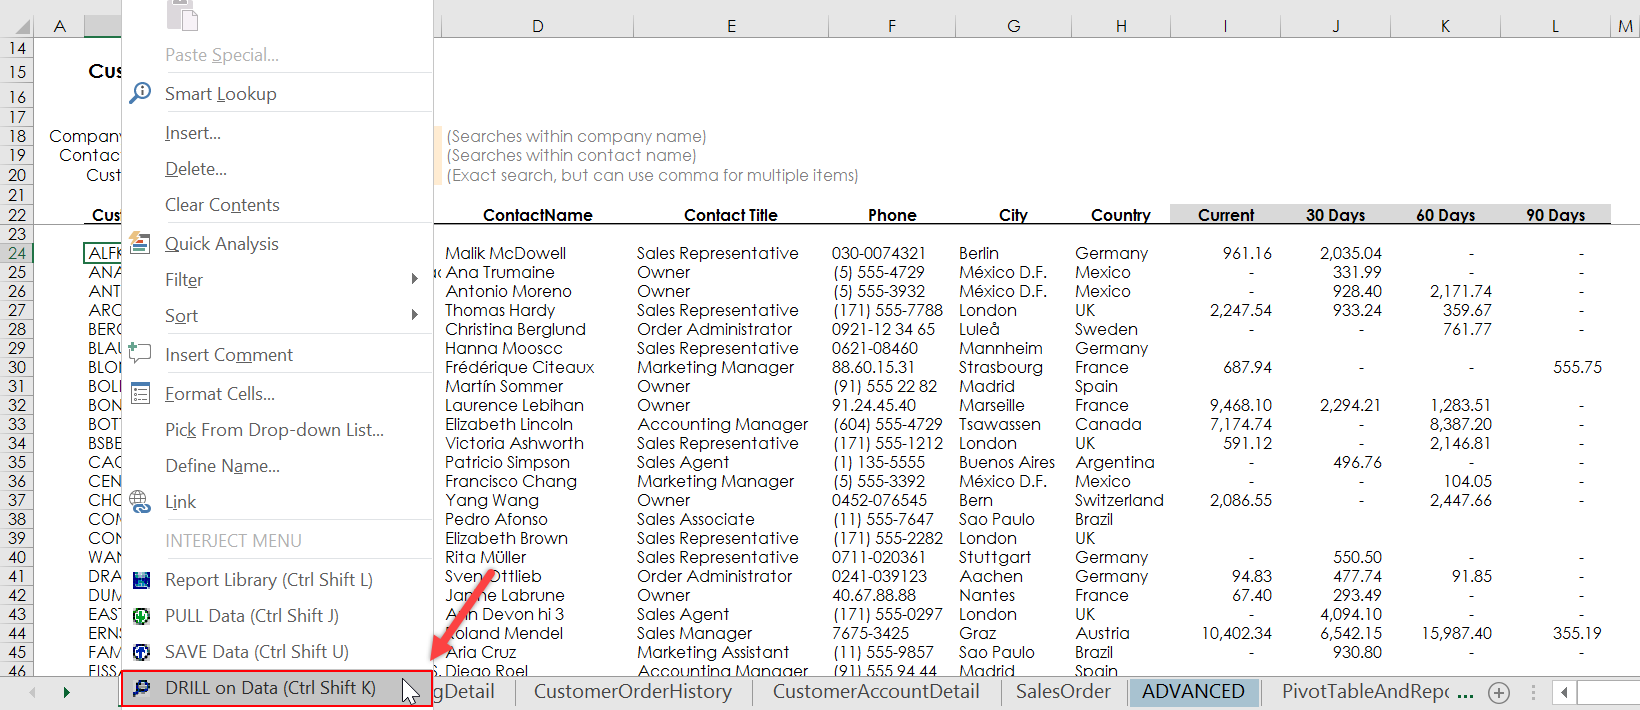 A D E F G H I J K L M
14
15 Cus
16
17
18 Company (Searches within company name)
19 Contac (Searches within contact name)
20 Cust (Exact search, but can use comma for multiple items)
21
22 Cust ContactName Contact Title Phone City Country Current 30 Days 60 Days 90 Days
23
24 ALFK Malik McDowell Sales Representative 030-0074321 Berlin Germany 961.16 2,035.04 - -
25 ANA Ana Trumaine Owner (5) 555-4729 México D.F. Mexico - 331.99 - -
26 ANT Antonio Moreno Owner (5) 555-3932 México D.F. Mexico - 928.40 2,171.74 -
27 ARO Thomas Hardy Sales Representative (171) 555-7788 London UK 2,247.54 933.24 359.67 -
28 BERG Christina Berglund Order Administrator 0921-12 34 65 Luleå Sweden - - 761.77 -
29 BLAU Hanna Mooscc Sales Representative 0621-08460 Mannheim Germany
30 BLON Frédérique Citeaux Marketing Manager 88.60.15.31 Strasbourg France 687.94 - - 555.75
31 BOLI Martín Sommer Owner (91) 555 22 82 Madrid Spain
32 BON Laurence Lebihan Owner 91.24.45.40 Marseille France 9,468.10 2,294.21 1,283.51 -
33 BOTT Elizabeth Lincoln Accounting Manager (604) 555-4729 Tsawassen Canada 7,174.74 - 8,387.20 -
34 BSBE Victoria Ashworth Sales Representative (171) 555-1212 London UK 591.12 - 2,146.81 -
35 CAC Patricio Simpson Sales Agent (1) 135-5555 Buenos Aires Argentina - 496.76 - -
36 CEN Francisco Chang Marketing Manager (5) 555-3392 México D.F. Mexico - - 104.05 -
37 CHO Yang Wang Owner 0452-076545 Bern Switzerland 2,086.55 - 2,447.66 -
38 COM Pedro Afonso Sales Associate (11) 555-7647 Sao Paulo Brazil
39 CON Elizabeth Brown Sales Representative (171) 555-2282 London UK
40 WAN Rita Müller Sales Representative 0711-020361 Stuttgart Germany - 550.50 - -
41 DRA Sven Ottlieb Order Administrator 0241-039123 Aachen Germany 94.83 477.74 91.85 -
42 DUM Janine Labrune Owner 40.67.88.88 Nantes France 67.40 293.49 - -
43 EAST Ann Devon hi 3 Sales Agent (171) 555-0297 London UK - 4,094.10 - -
44 ERNS Roland Mendel Sales Manager 7675-3425 Graz Austria 10,402.34 6,542.15 15,987.40 355.19
45 FAM Aria Cruz Marketing Assistant (11) 555-9857 Sao Paulo Brazil - 930.80 - -
46 FISSA Diego Roel Accounting Manager (91) 555 94 44 Madrid Spain
Paste Special...
Smart Lookup
Insert...
Delete...
Clear Contents
Quick Analysis
Filter
Sort
Insert Comment
Format Cells...
Pick From Drop-down List...
Define Name...
Link
INTERJECT MENU
Report Library (Ctrl Shift L)
PULL Data (Ctrl Shift J)
SAVE Data (Ctrl Shift U)
DRILL on Data (Ctrl Shift K)
gDetail CustomerOrderHistory CustomerAccountDetail SalesOrder ADVANCED PivotTableAndRepo ...